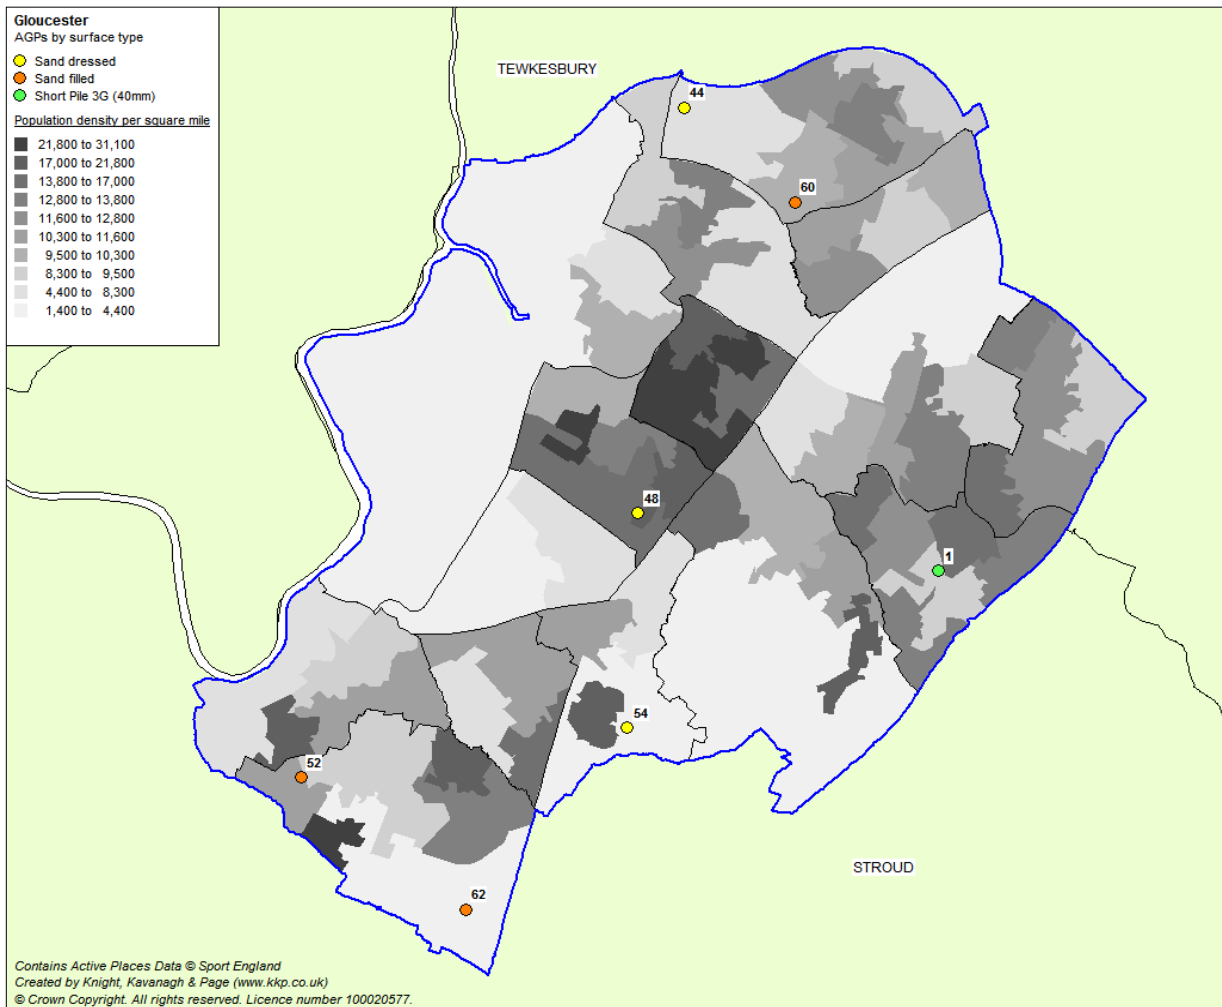 Gloucester
AGPs by surface type
Sand dressed
Sand filled
Short Pile 3G (40mm)
Population density per square mile
21,800 to 31,100
17,000 to 21,800
13,800 to 17,000
12,800 to 13,800
11,600 to 12,800
10,300 to 11,600
9,500 to 10,300
8,300 to 9,500
4,400 to 8,300
1,400 to 4,400
TEWKESBURY
44
60
48
1
54
52
62
STROUD
Contains Active Places Data © Sport England
Created by Knight, Kavanagh & Page (www.kkp.co.uk)
© Crown Copyright. All rights reserved. Licence number 100020577.